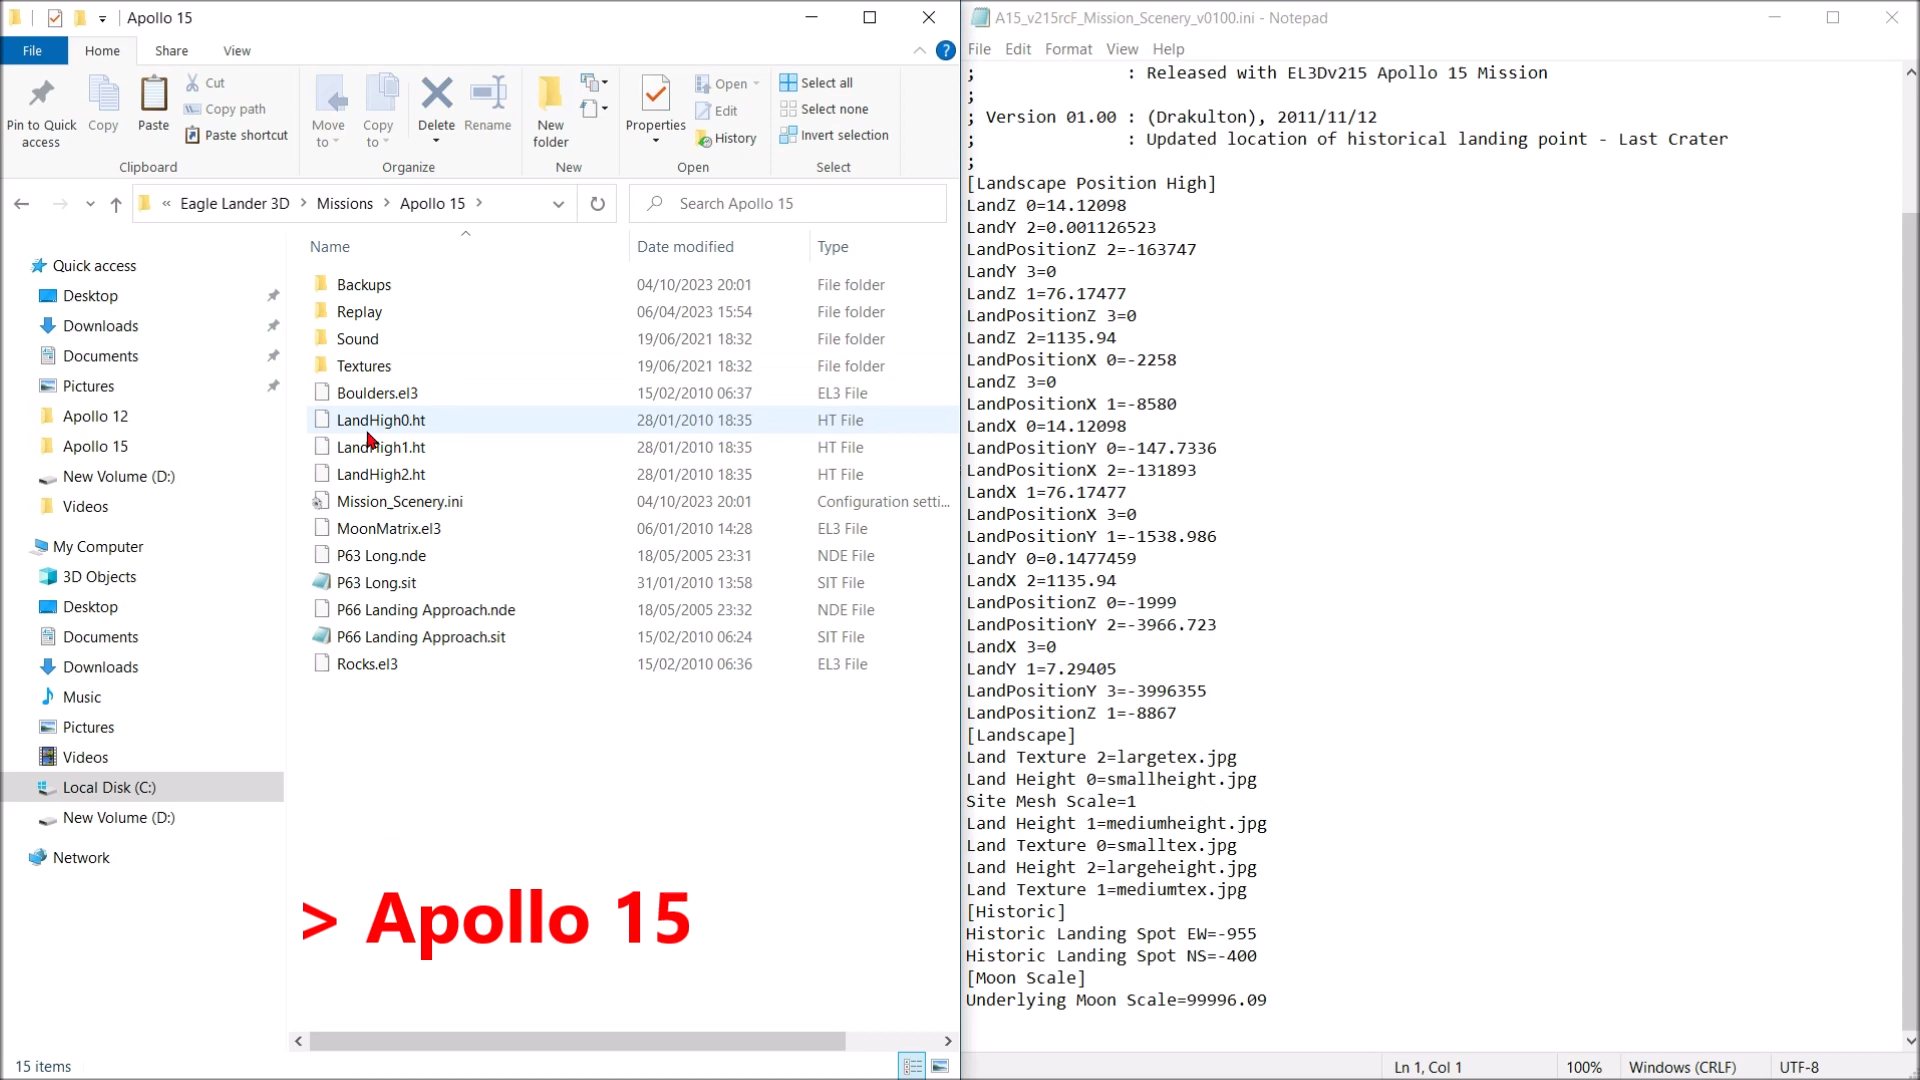 Apollo 15
File Home Share View
Pin to Quick access
Copy
Paste
Cut
Copy path
Paste shortcut
Clipboard
Move to
Copy to
Delete
Rename
Organize
New folder
New
Properties
Open
Edit
History
Open
Select all
Select none
Invert selection
Select
« Eagle Lander 3D > Missions > Apollo 15 >
Search Apollo 15
Quick access
Desktop
Downloads
Documents
Pictures
Apollo 12
Apollo 15
New Volume (D:)
Videos
My Computer
3D Objects
Desktop
Documents
Downloads
Music
Pictures
Videos
Local Disk (C:)
New Volume (D:)
Network
Name Date modified Type
Backups 04/10/2023 20:01 File folder
Replay 06/04/2023 15:54 File folder
Sound 19/06/2021 18:32 File folder
Textures 19/06/2021 18:32 File folder
Boulders.el3 15/02/2010 06:37 EL3 File
LandHigh0.ht 28/01/2010 18:35 HT File
LandHigh1.ht 28/01/2010 18:35 HT File
LandHigh2.ht 28/01/2010 18:35 HT File
Mission_Scenery.ini 04/10/2023 20:01 Configuration setti...
MoonMatrix.el3 06/01/2010 14:28 EL3 File
P63 Long.nde 18/05/2005 23:31 NDE File
P63 Long.sit 31/01/2010 13:58 SIT File
P66 Landing Approach.nde 18/05/2005 23:32 NDE File
P66 Landing Approach.sit 15/02/2010 06:24 SIT File
Rocks.el3 15/02/2010 06:36 EL3 File
> Apollo 15
15 items
A15_v215rcF_Mission_Scenery_v0100.ini - Notepad
File Edit Format View Help
; : Released with EL3Dv215 Apollo 15 Mission
;
; Version 01.00 : (Drakulton), 2011/11/12
; : Updated location of historical landing point - Last Crater
;
[Landscape Position High]
LandZ 0=14.12098
LandY 2=0.001126523
LandPositionZ 2=-163747
LandY 3=0
LandZ 1=76.17477
LandPositionZ 3=0
LandZ 2=1135.94
LandPositionX 0=-2258
LandZ 3=0
LandPositionX 1=-8580
LandX 0=14.12098
LandPositionY 0=-147.7336
LandPositionX 2=-131893
LandX 1=76.17477
LandPositionX 3=0
LandPositionY 1=-1538.986
LandY 0=0.1477459
LandX 2=1135.94
LandPositionZ 0=-1999
LandPositionY 2=-3966.723
LandX 3=0
LandY 1=7.29405
LandPositionY 3=-3996355
LandPositionZ 1=-8867
[Landscape]
Land Texture 2=largetex.jpg
Land Height 0=smallheight.jpg
Site Mesh Scale=1
Land Height 1=mediumheight.jpg
Land Texture 0=smalltex.jpg
Land Height 2=largeheight.jpg
Land Texture 1=mediumtex.jpg
[Historic]
Historic Landing Spot EW=-955
Historic Landing Spot NS=-400
[Moon Scale]
Underlying Moon Scale=99996.09
Ln 1, Col 1 100% Windows (CRLF) UTF-8